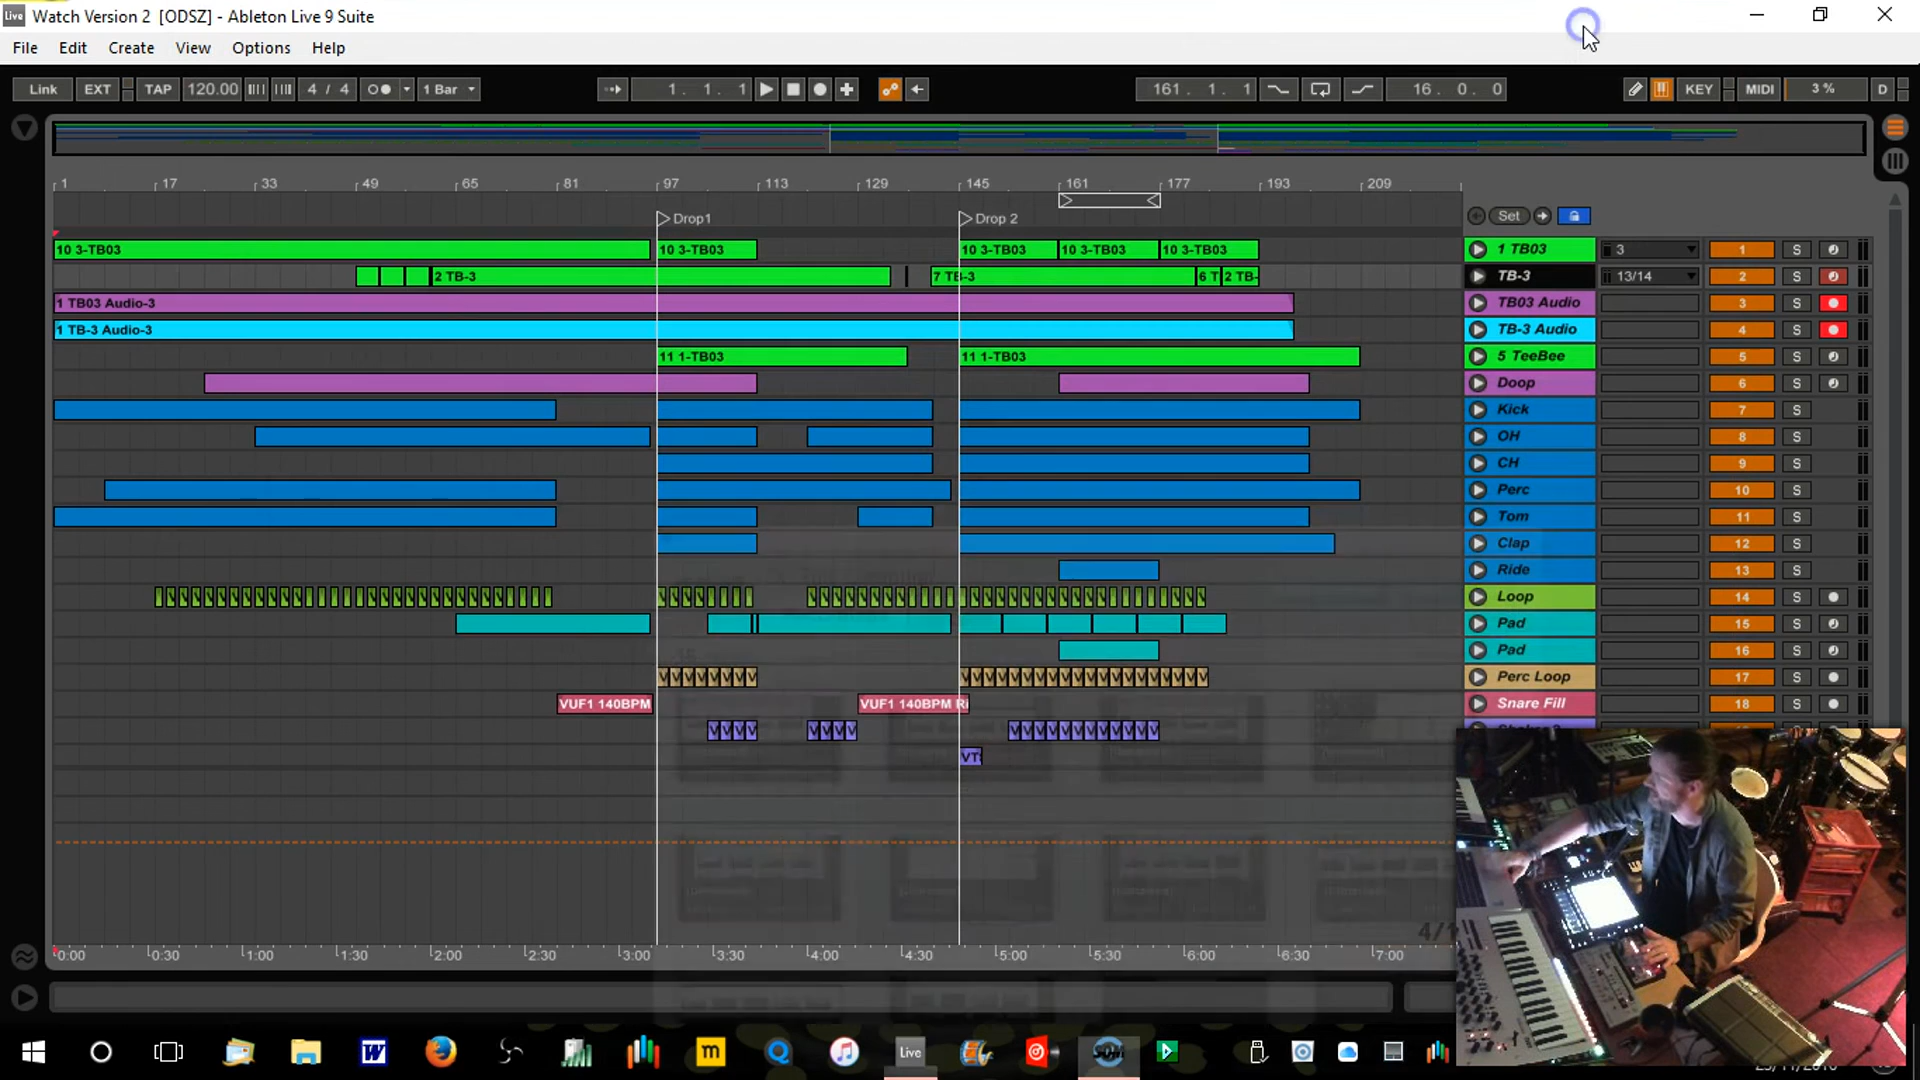 Live Watch Version 2 [ODSZ] - Ableton Live 9 Suite
File Edit Create View Options Help
Link EXT TAP 120.00 4 / 4 1 Bar 1. 1. 1 161. 1. 1 16. 0. 0 KEY MIDI 3 % D
1 17 33 49 65 81 97 113 129 145 161 177 193 209
Drop1 Drop 2 Set
10 3-TB03 10 3-TB03 10 3-TB03 10 3-TB03 10 3-TB03 1 TB03 3 1 S
2 TB-3 7 TB-3 6 T 2 TB- TB-3 13/14 2 S
1 TB03 Audio-3 TB03 Audio 3 S
1 TB-3 Audio-3 TB-3 Audio 4 S
11 1-TB03 11 1-TB03 5 TeeBee 5 S
Doop 6 S
Kick 7 S
OH 8 S
CH 9 S
Perc 10 S
Tom 11 S
Clap 12 S
Ride 13 S
Loop 14 S
Pad 15 S
Pad 16 S
Perc Loop 17 S
VUF1 140BPM VUF1 140BPM Ri Snare Fill 18 S
VT
4/1
0:00 0:30 1:00 1:30 2:00 2:30 3:00 3:30 4:00 4:30 5:00 5:30 6:00 6:30 7:00
W m Live